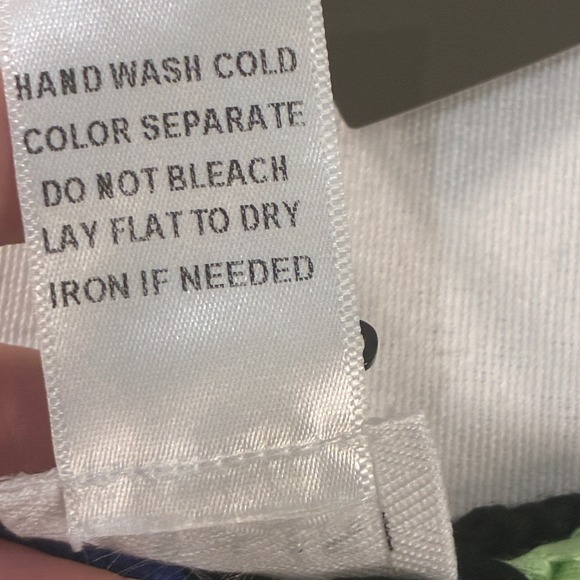 HAND WASH COLD
COLOR SEPARATE
DO NOT BLEACH
LAY FLAT TO DRY
IRON IF NEEDED